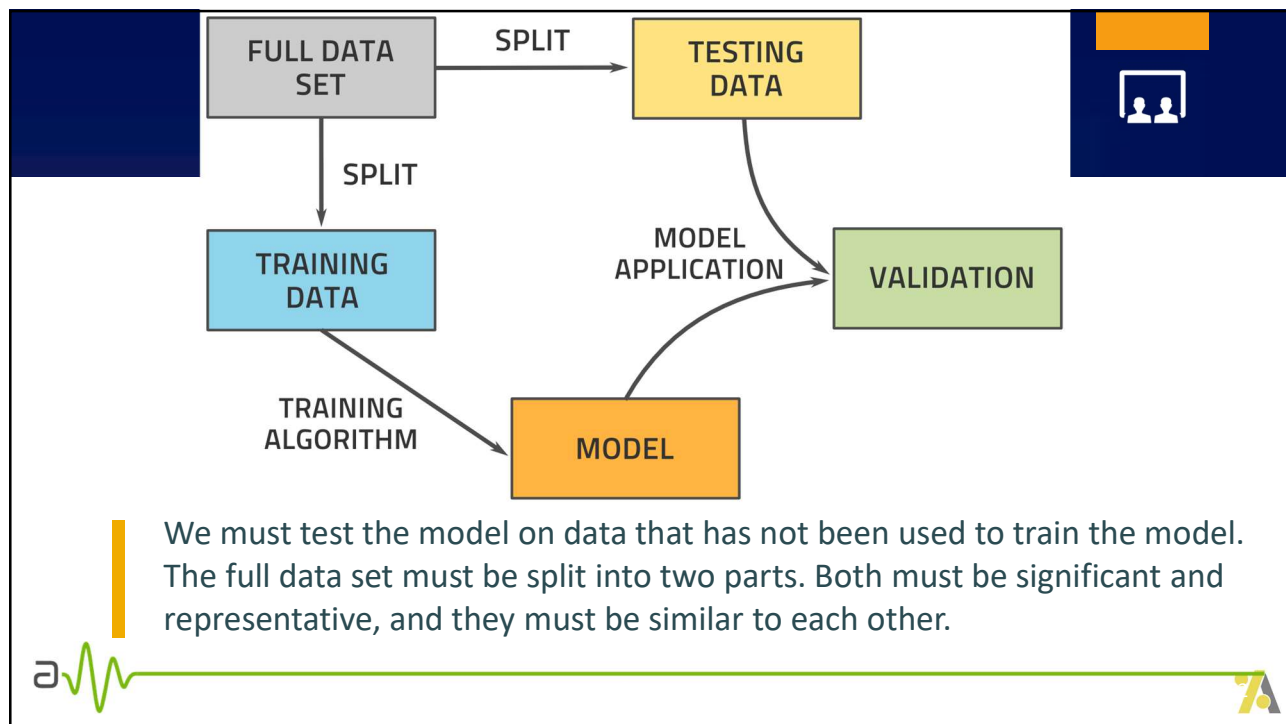 FULL DATA
SET
SPLIT
TESTING
DATA
SPLIT
TRAINING
DATA
MODEL
APPLICATION
VALIDATION
TRAINING
ALGORITHM
MODEL
We must test the model on data that has not been used to train the model.
The full data set must be split into two parts. Both must be significant and
representative, and they must be similar to each other.